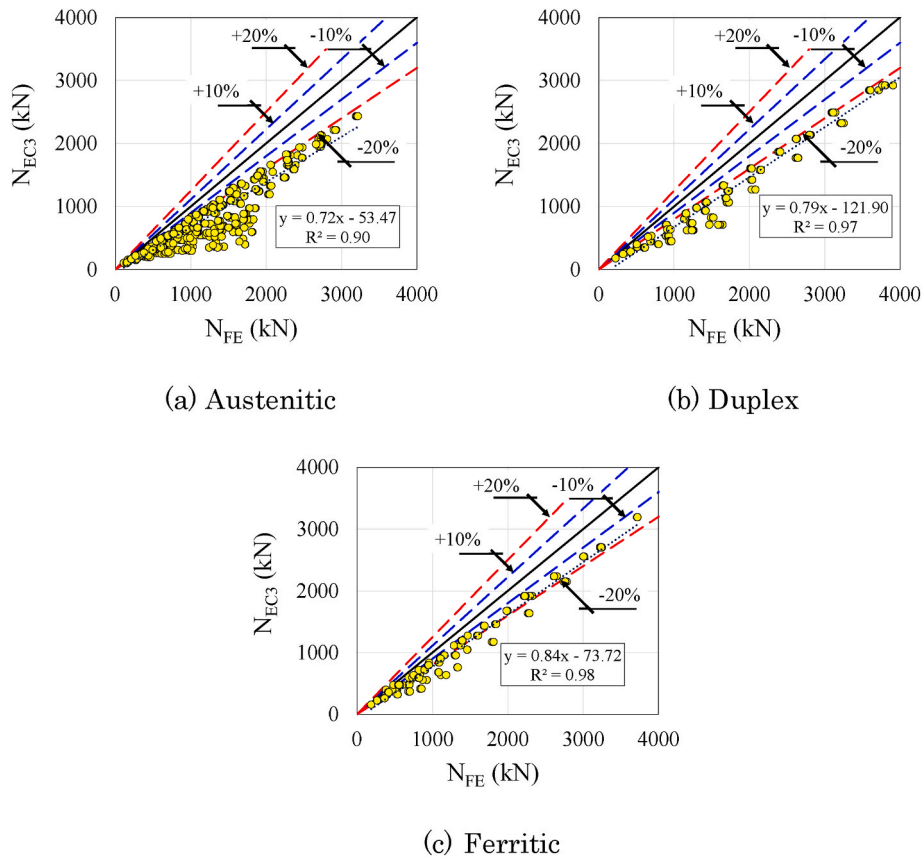 4000
3000
2000
1000
0
N_EC3 (kN)
+20%
-10%
+10%
-20%
y = 0.72x - 53.47
R² = 0.90
0 1000 2000 3000 4000
N_FE (kN)
(a) Austenitic
4000
3000
2000
1000
0
N_EC3 (kN)
+20%
-10%
+10%
-20%
y = 0.79x - 121.90
R² = 0.97
0 1000 2000 3000 4000
N_FE (kN)
(b) Duplex
4000
3000
2000
1000
0
N_EC3 (kN)
+20%
-10%
+10%
-20%
y = 0.84x - 73.72
R² = 0.98
0 1000 2000 3000 4000
N_FE (kN)
(c) Ferritic